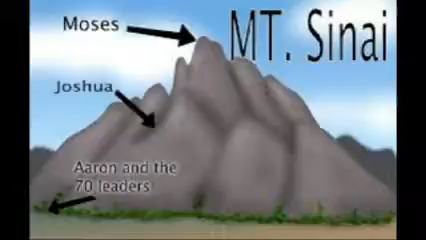 Moses
MT. Sinai
Joshua
Aaron and the
70 leaders